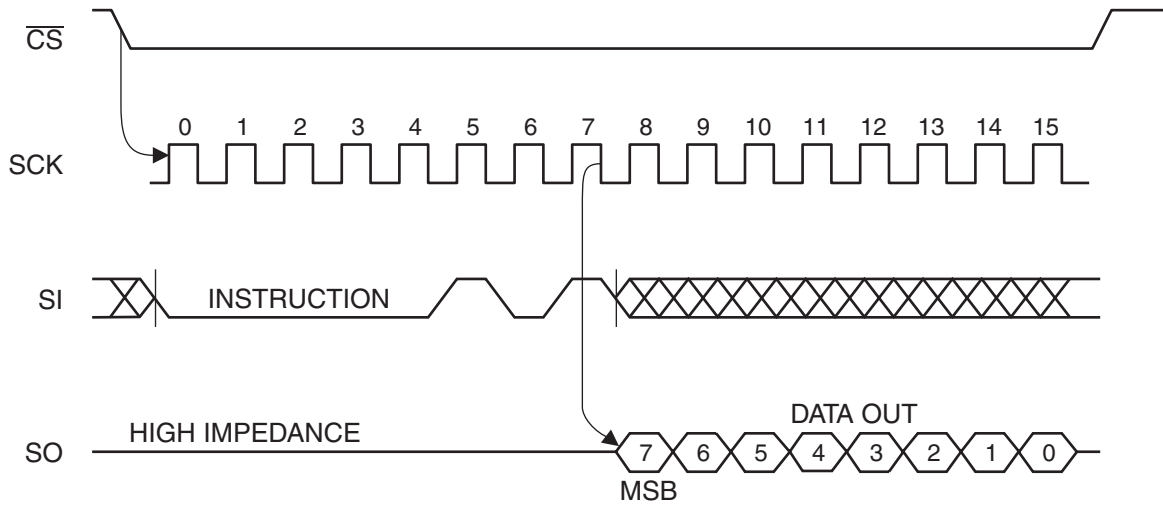 CS
0 1 2 3 4 5 6 7 8 9 10 11 12 13 14 15
SCK
SI
INSTRUCTION
DATA OUT
HIGH IMPEDANCE
SO
7 6 5 4 3 2 1 0
MSB